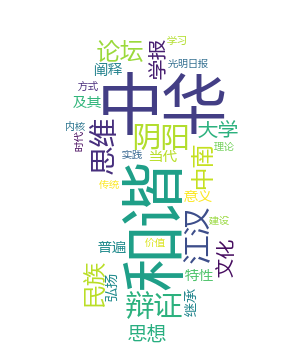 学习
论坛
学报
光明日报
阐释
中华
方式
及其
思维
阴阳
大学
内核
时代
实践
当代
中南
理论
和谐
传统
意义
江汉
建设
普遍
价值
文化
民族
弘扬
特性
辩证
继承
思想